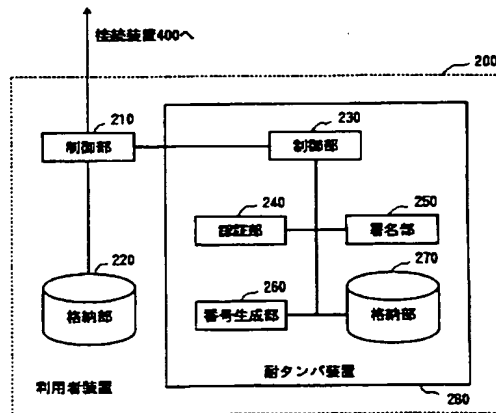 接続装置400へ
200
210
制御部
230
制御部
240
認証部
250
署名部
220
格納部
260
番号生成部
270
格納部
利用者装置
耐タンパ装置
280